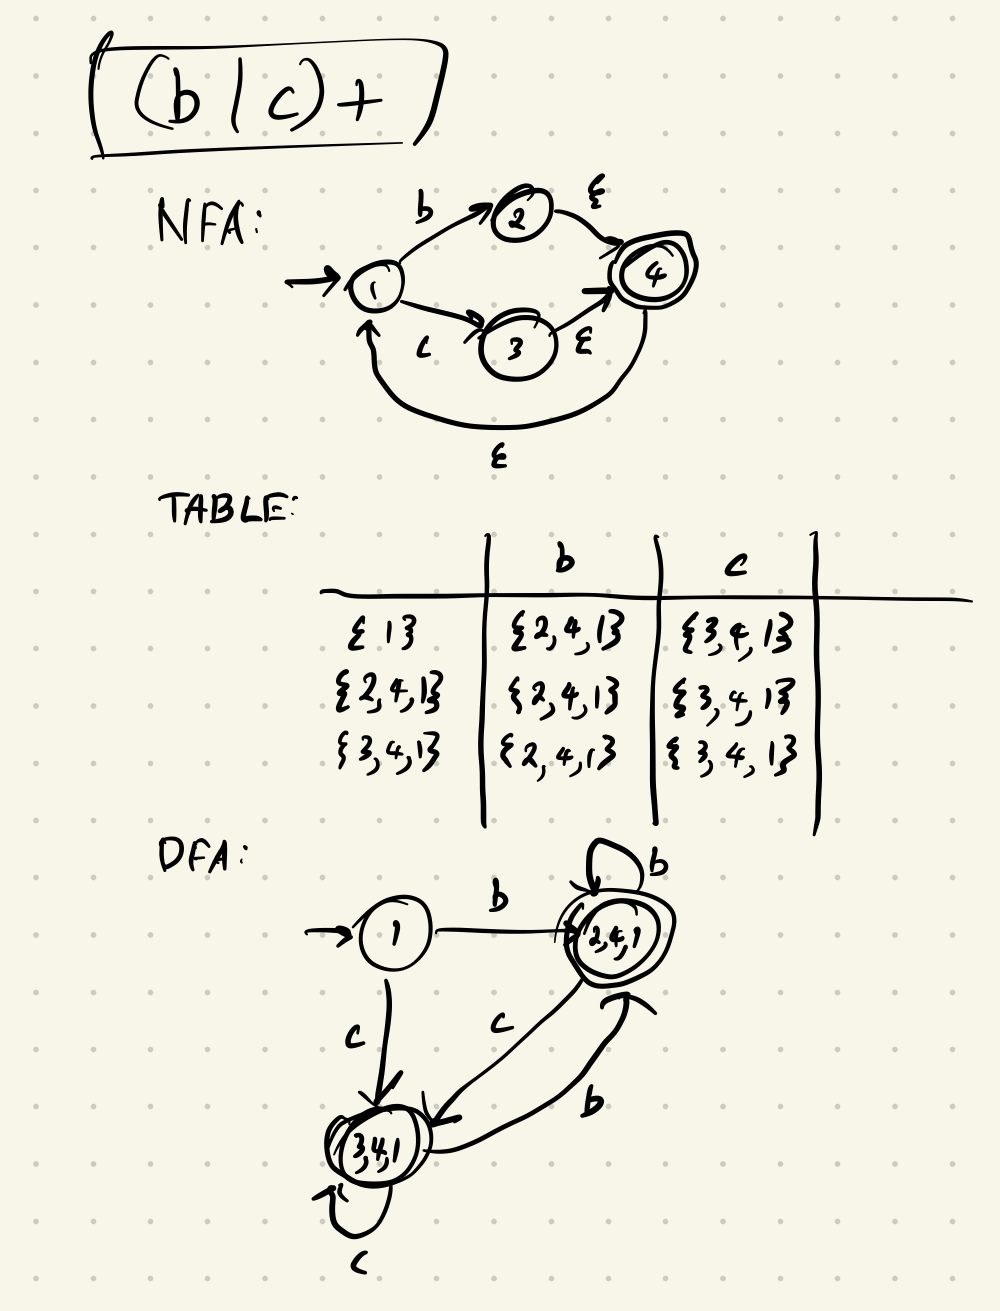 (b | c)+
NFA:
b
ε
2
4
1
c
3
ε
ε
TABLE:
b c
{ 1} {2,4,1} {3,4,1}
{2,4,1} {2,4,1} {3,4,1}
{3,4,1} {2,4,1} {3,4,1}
DFA:
b
b
1
2,4,1
c
c
b
3,4,1
c